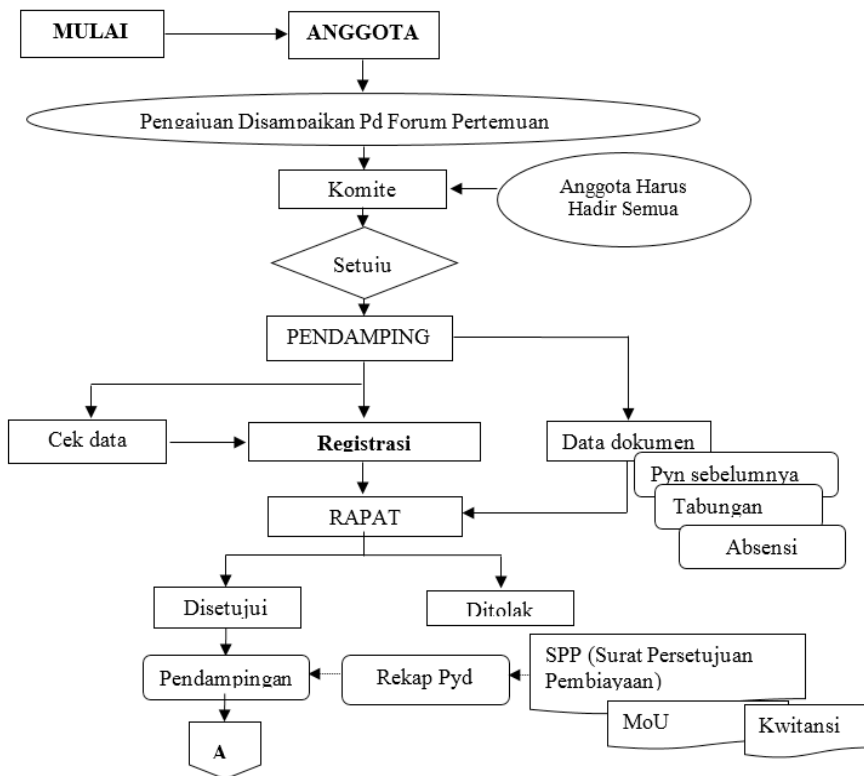 MULAI
ANGGOTA
Pengajuan Disampaikan Pd Forum Pertemuan
Komite
Anggota Harus
Hadir Semua
Setuju
PENDAMPING
Cek data
Registrasi
Data dokumen
Pyn sebelumnya
Tabungan
Absensi
RAPAT
Disetujui
Ditolak
Pendampingan
Rekap Pyd
SPP (Surat Persetujuan
Pembiayaan)
MoU
Kwitansi
A